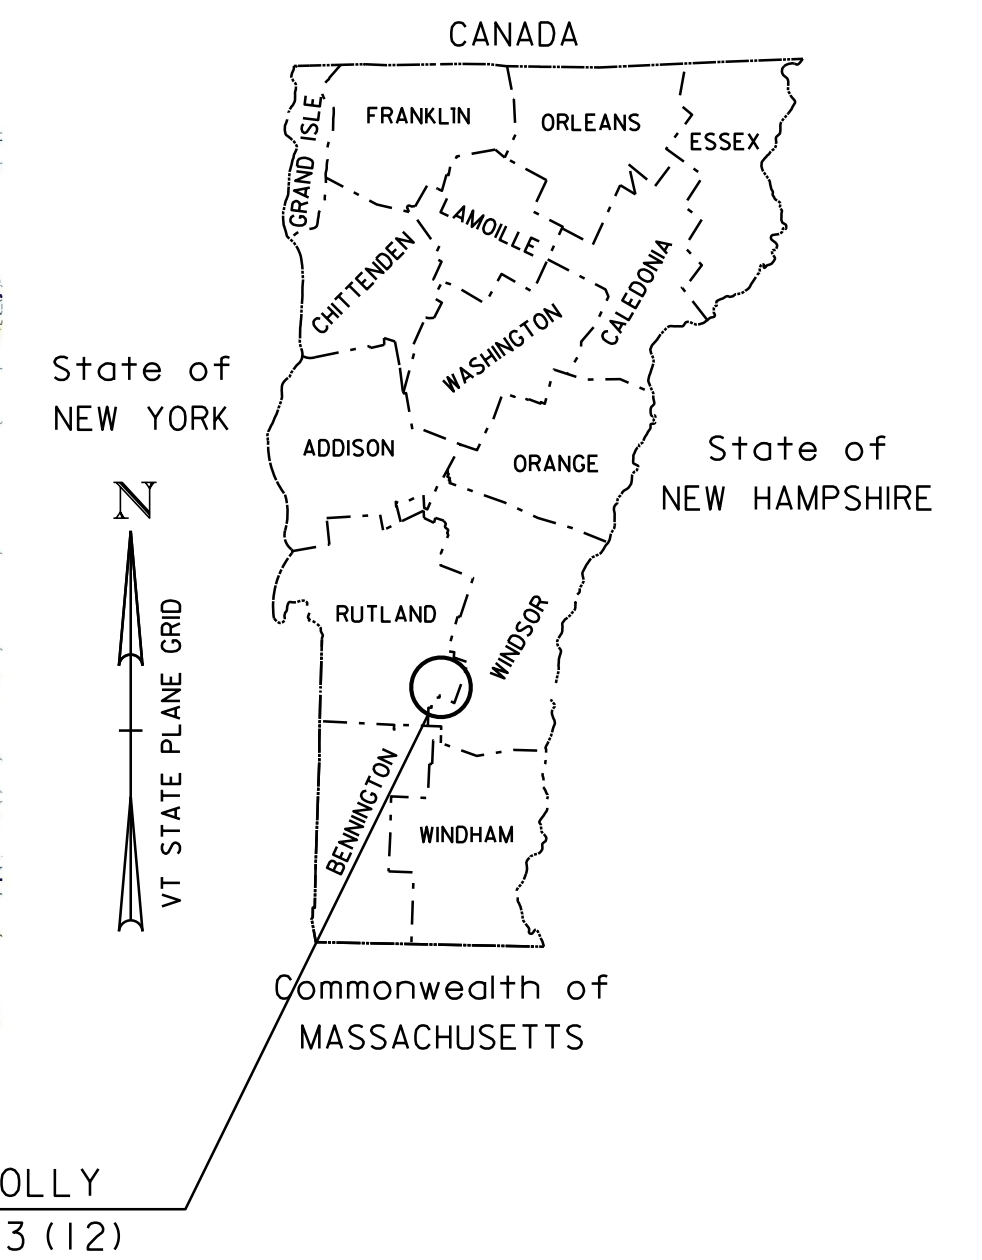 CANADA
FRANKLIN
ORLEANS
ESSEX
GRAND ISLE
LAMOILLE
CHITTENDEN
CALEDONIA
WASHINGTON
State of
NEW YORK
ADDISON
ORANGE
State of
NEW HAMPSHIRE
N
VT STATE PLANE GRID
RUTLAND
WINDSOR
BENNINGTON
WINDHAM
Commonwealth of
MASSACHUSETTS
OLLY
3 (12)